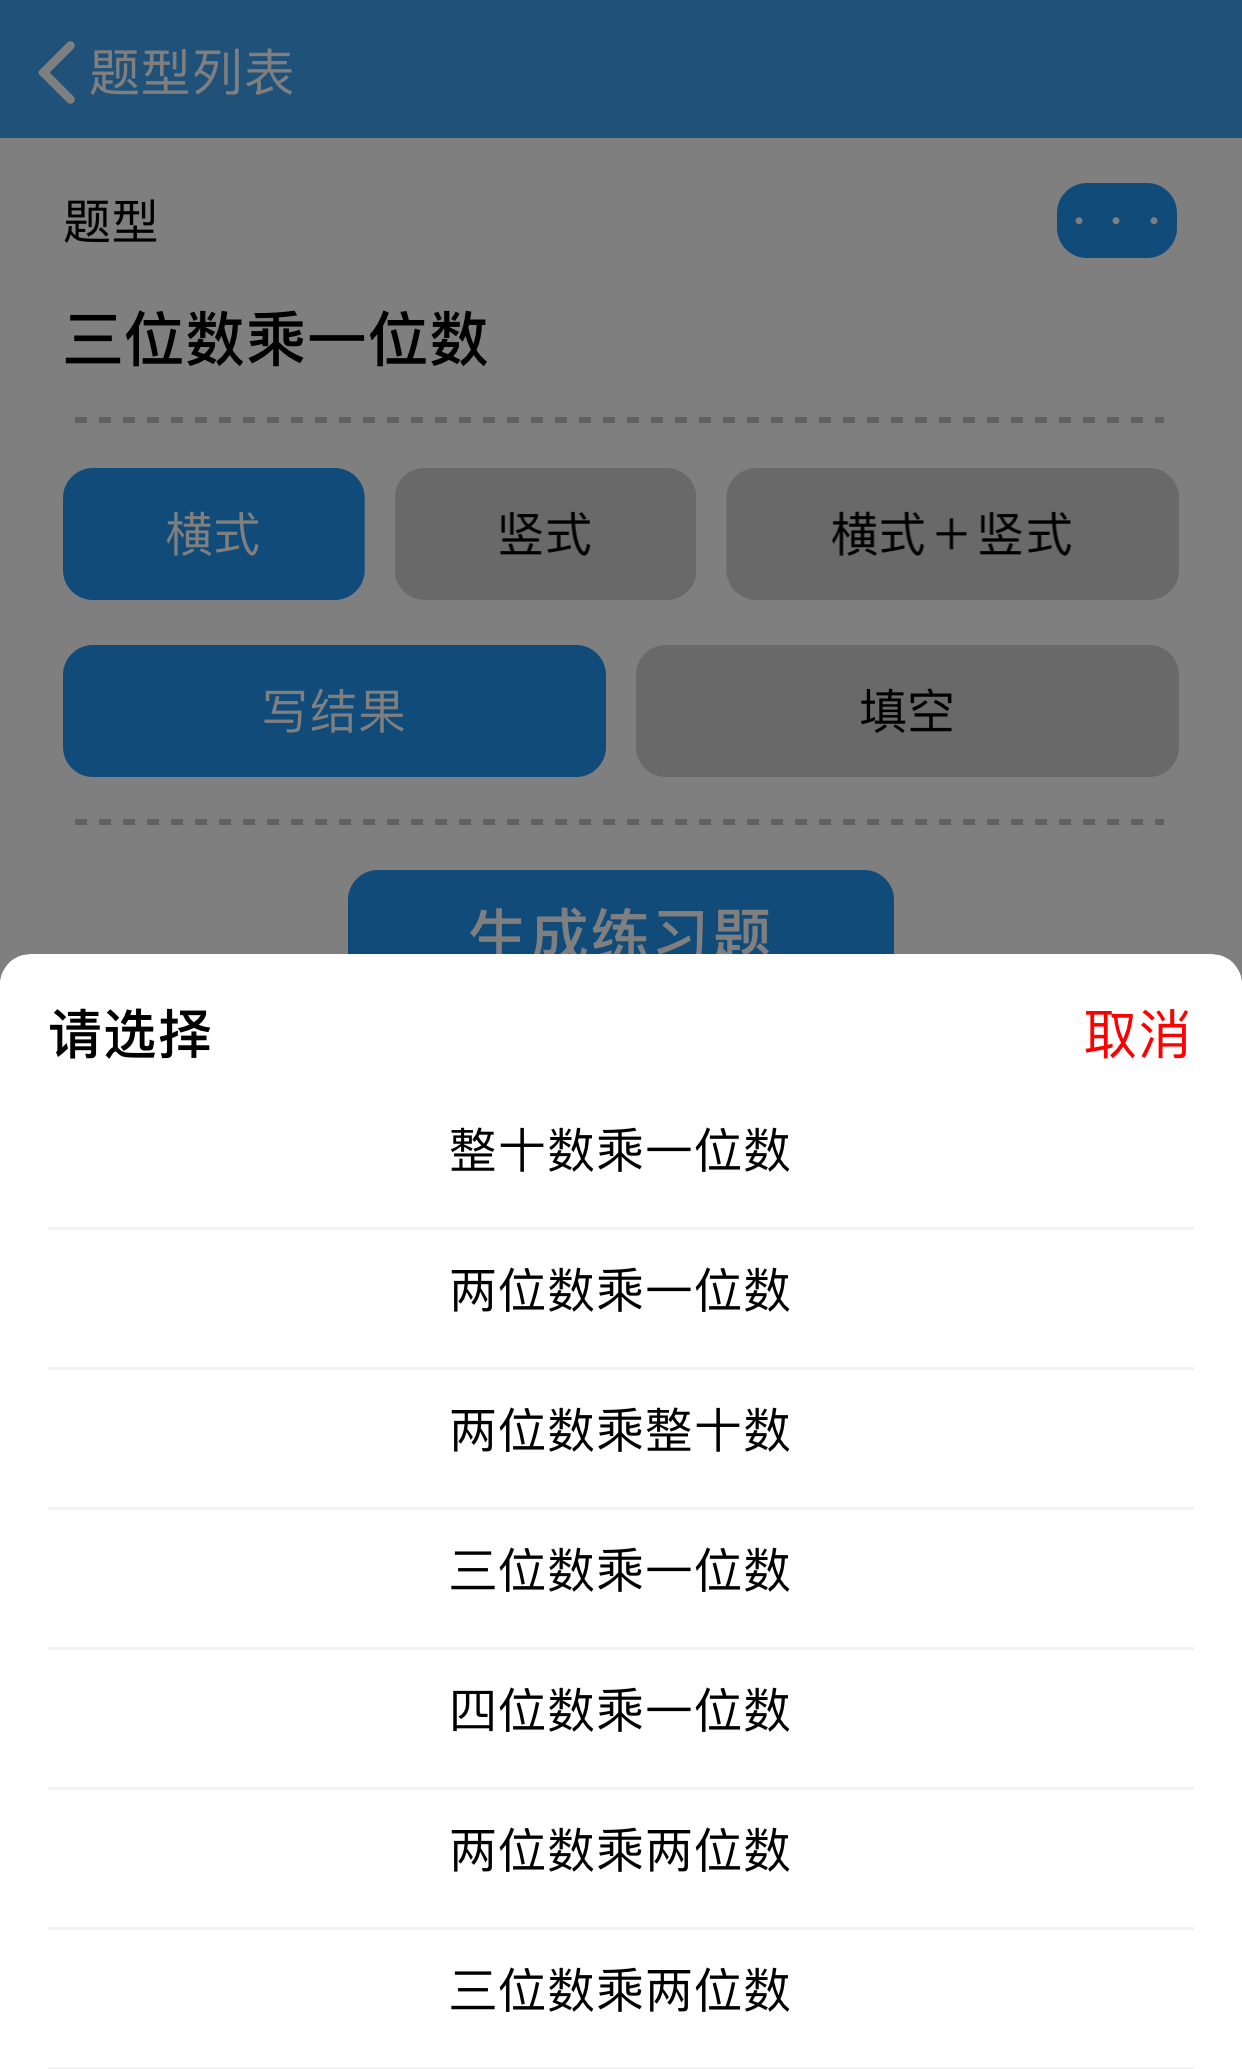 题型列表
题型
三位数乘一位数
横式 竖式 横式+竖式
写结果 填空
生成练习题
请选择 取消
整十数乘一位数
两位数乘一位数
两位数乘整十数
三位数乘一位数
四位数乘一位数
两位数乘两位数
三位数乘两位数